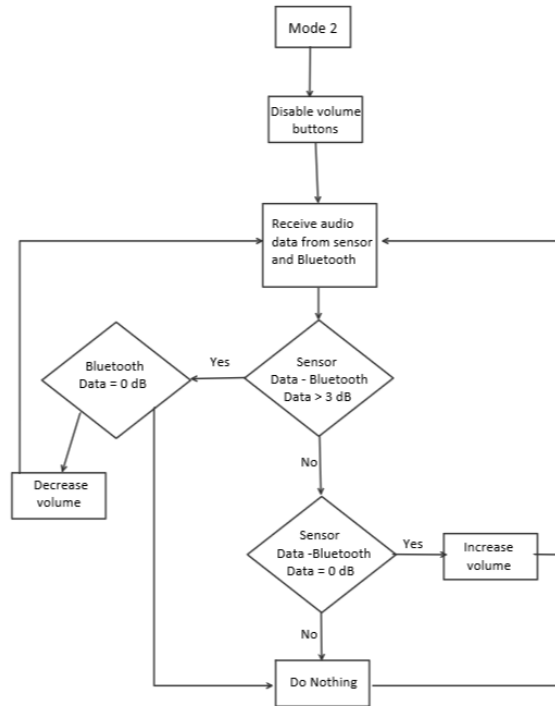 Mode 2
Disable volume
buttons
Receive audio
data from sensor
and Bluetooth
Bluetooth
Data = 0 dB
Yes
Sensor
Data - Bluetooth
Data > 3 dB
No
Decrease
volume
Sensor
Data -Bluetooth
Data = 0 dB
Yes
Increase
volume
No
Do Nothing